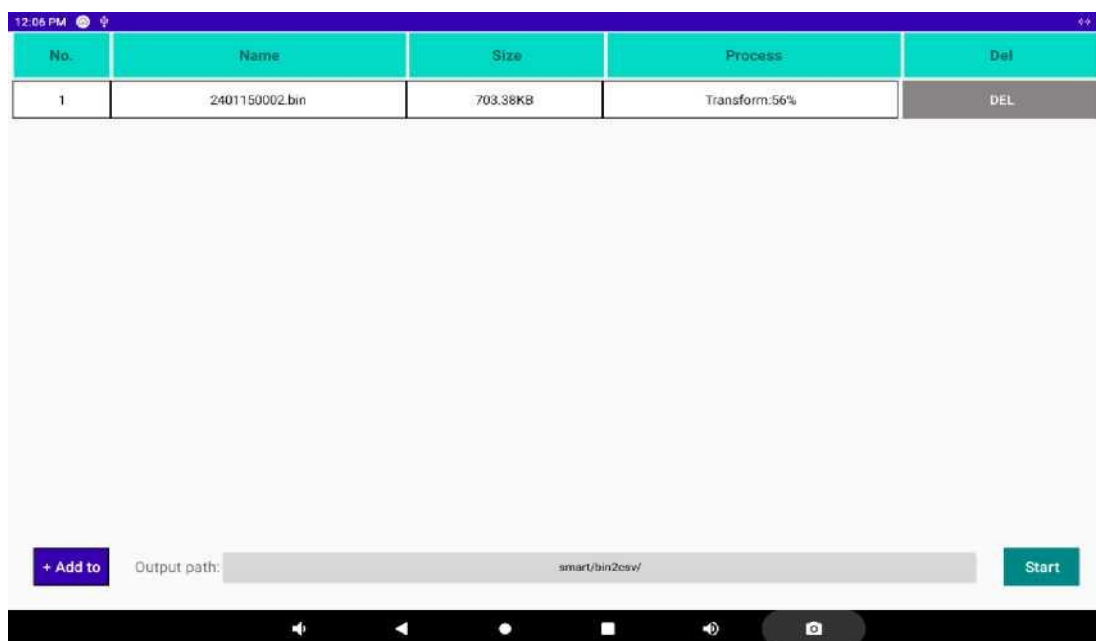 12:06 PM
No. Name Size Process Del
1 2401150002.bin 703.38KB Transform:56% DEL
+ Add to Output path: smart/bin2csv/ Start